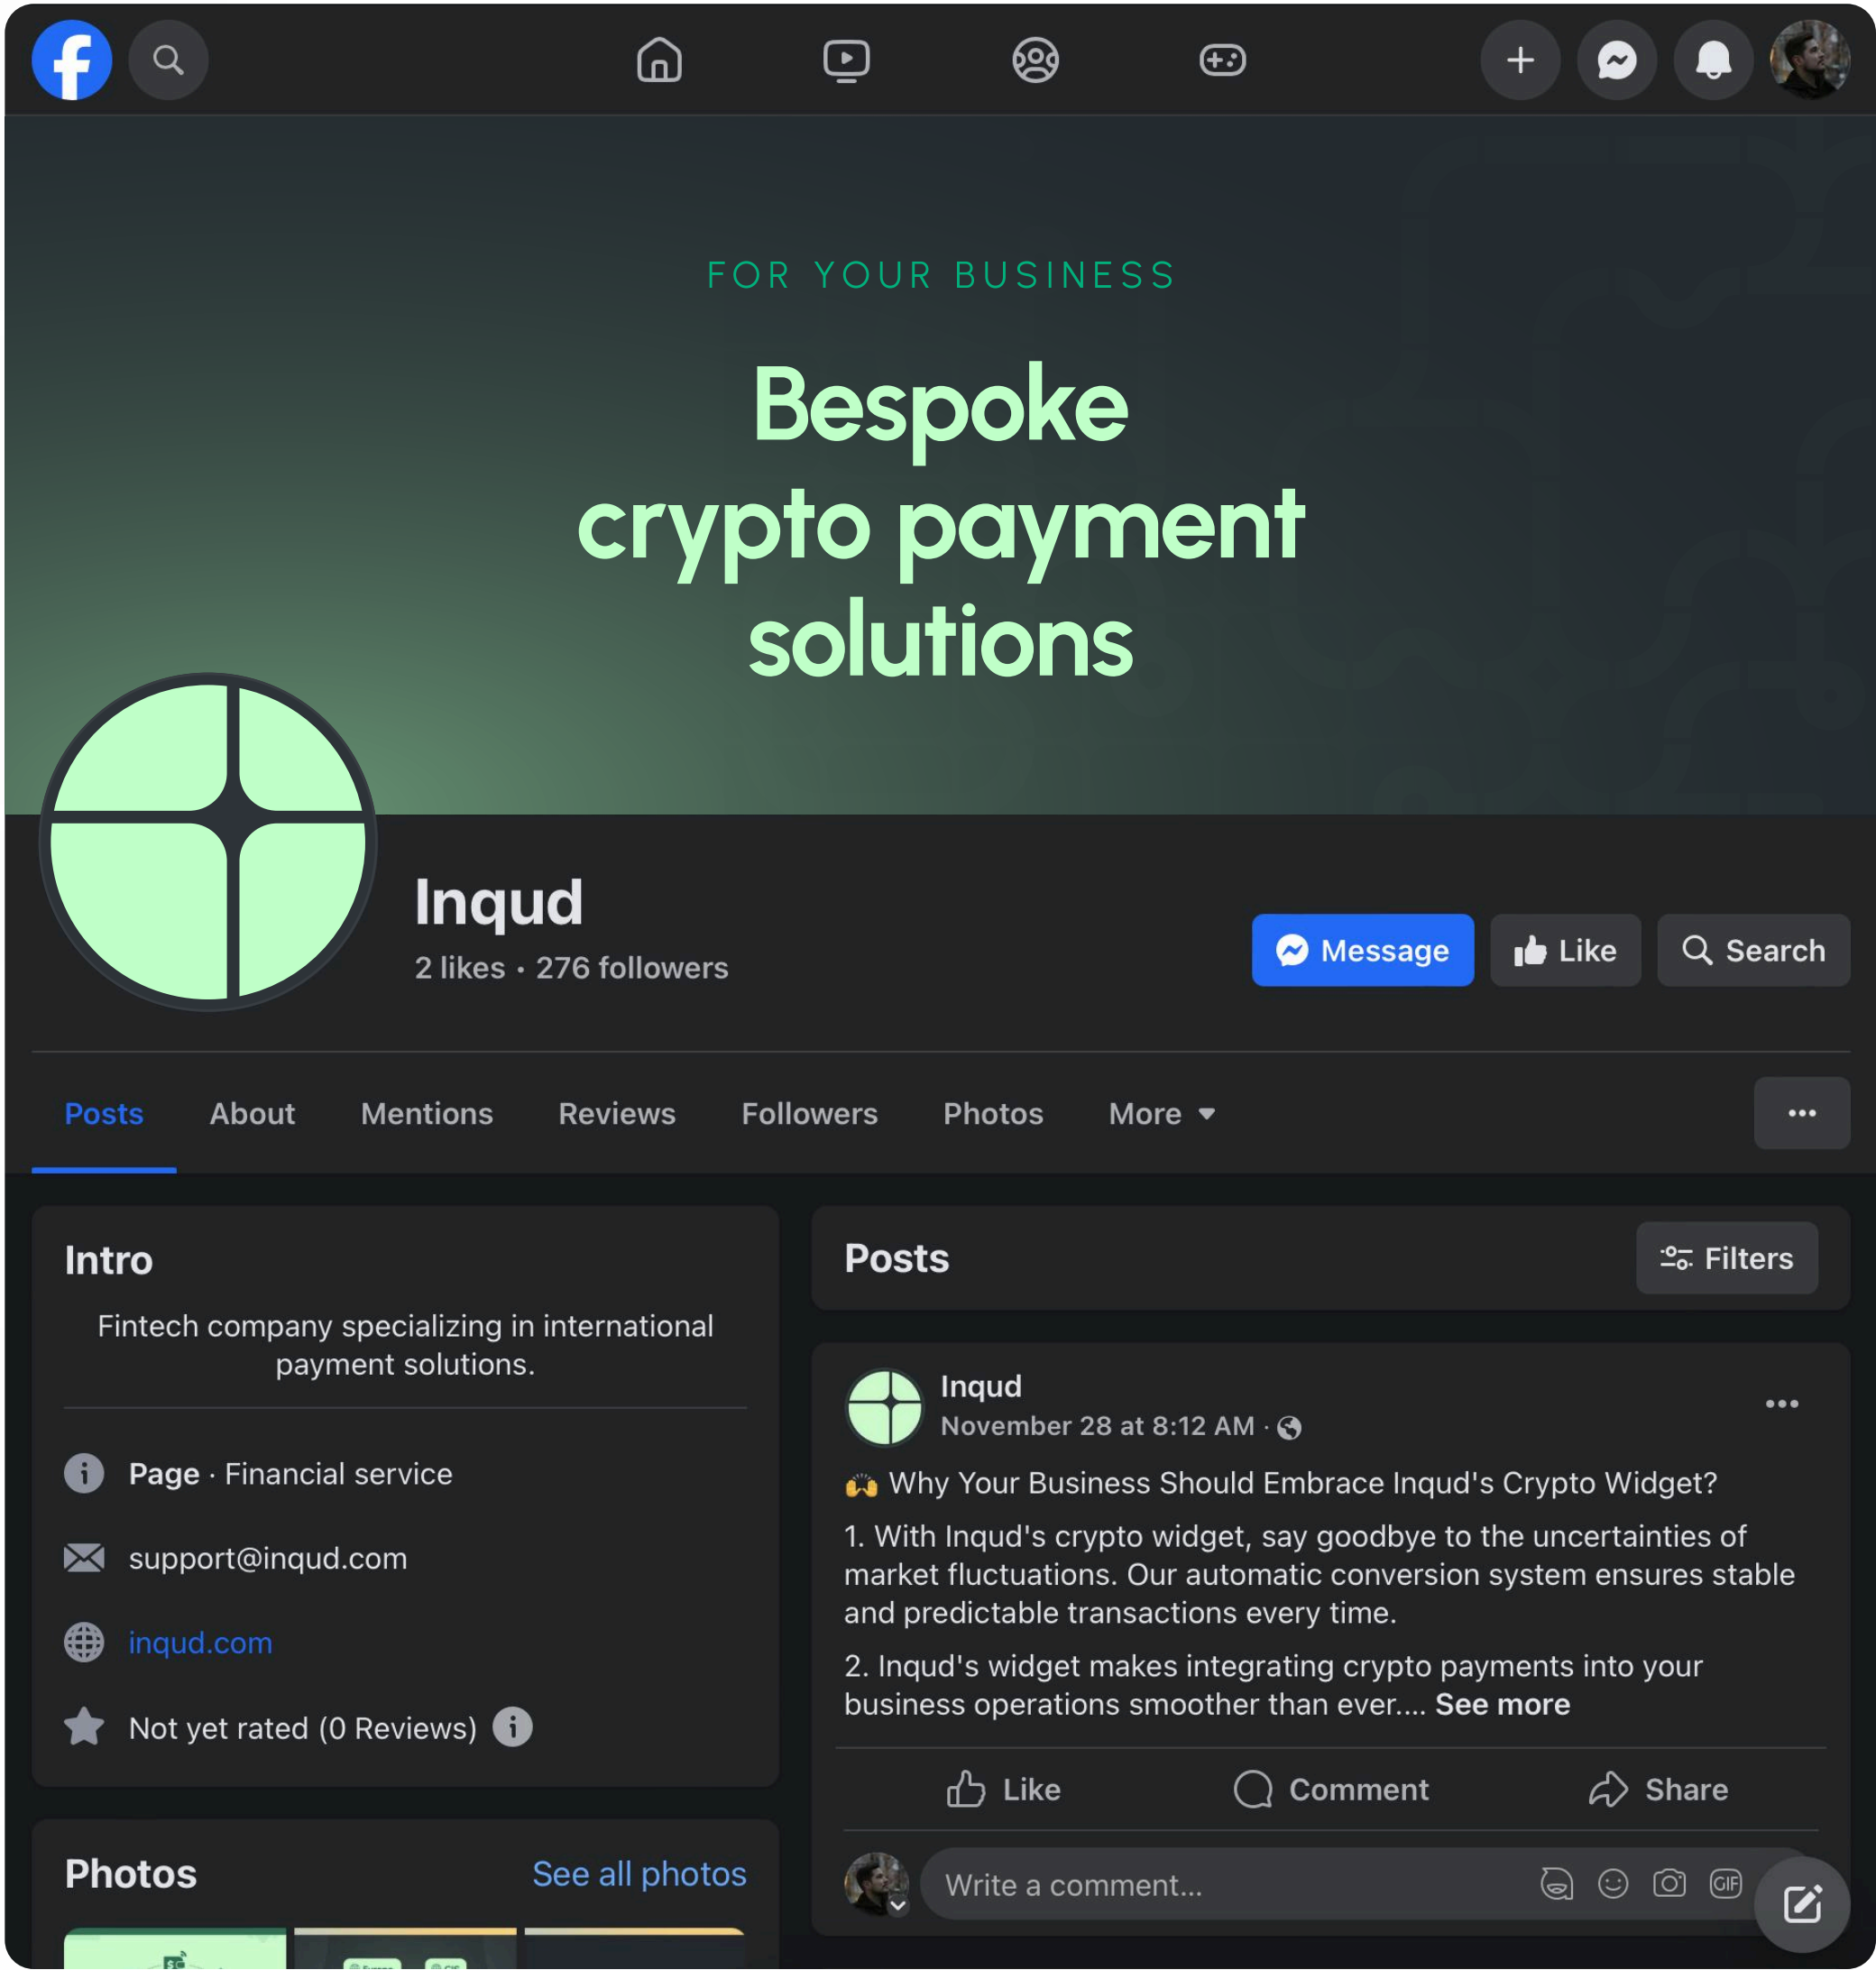 FOR YOUR BUSINESS
Bespoke
crypto payment
solutions
Inqud
2 likes · 276 followers
Message
Like
Search
Posts
About
Mentions
Reviews
Followers
Photos
More
Intro
Fintech company specializing in international
payment solutions.
Page · Financial service
support@inqud.com
inqud.com
Not yet rated (0 Reviews)
Photos
See all photos
Posts
Filters
Inqud
November 28 at 8:12 AM ·
🙌 Why Your Business Should Embrace Inqud's Crypto Widget?
1. With Inqud's crypto widget, say goodbye to the uncertainties of
market fluctuations. Our automatic conversion system ensures stable
and predictable transactions every time.
2. Inqud's widget makes integrating crypto payments into your
business operations smoother than ever.... See more
Like
Comment
Share
Write a comment...
GIF